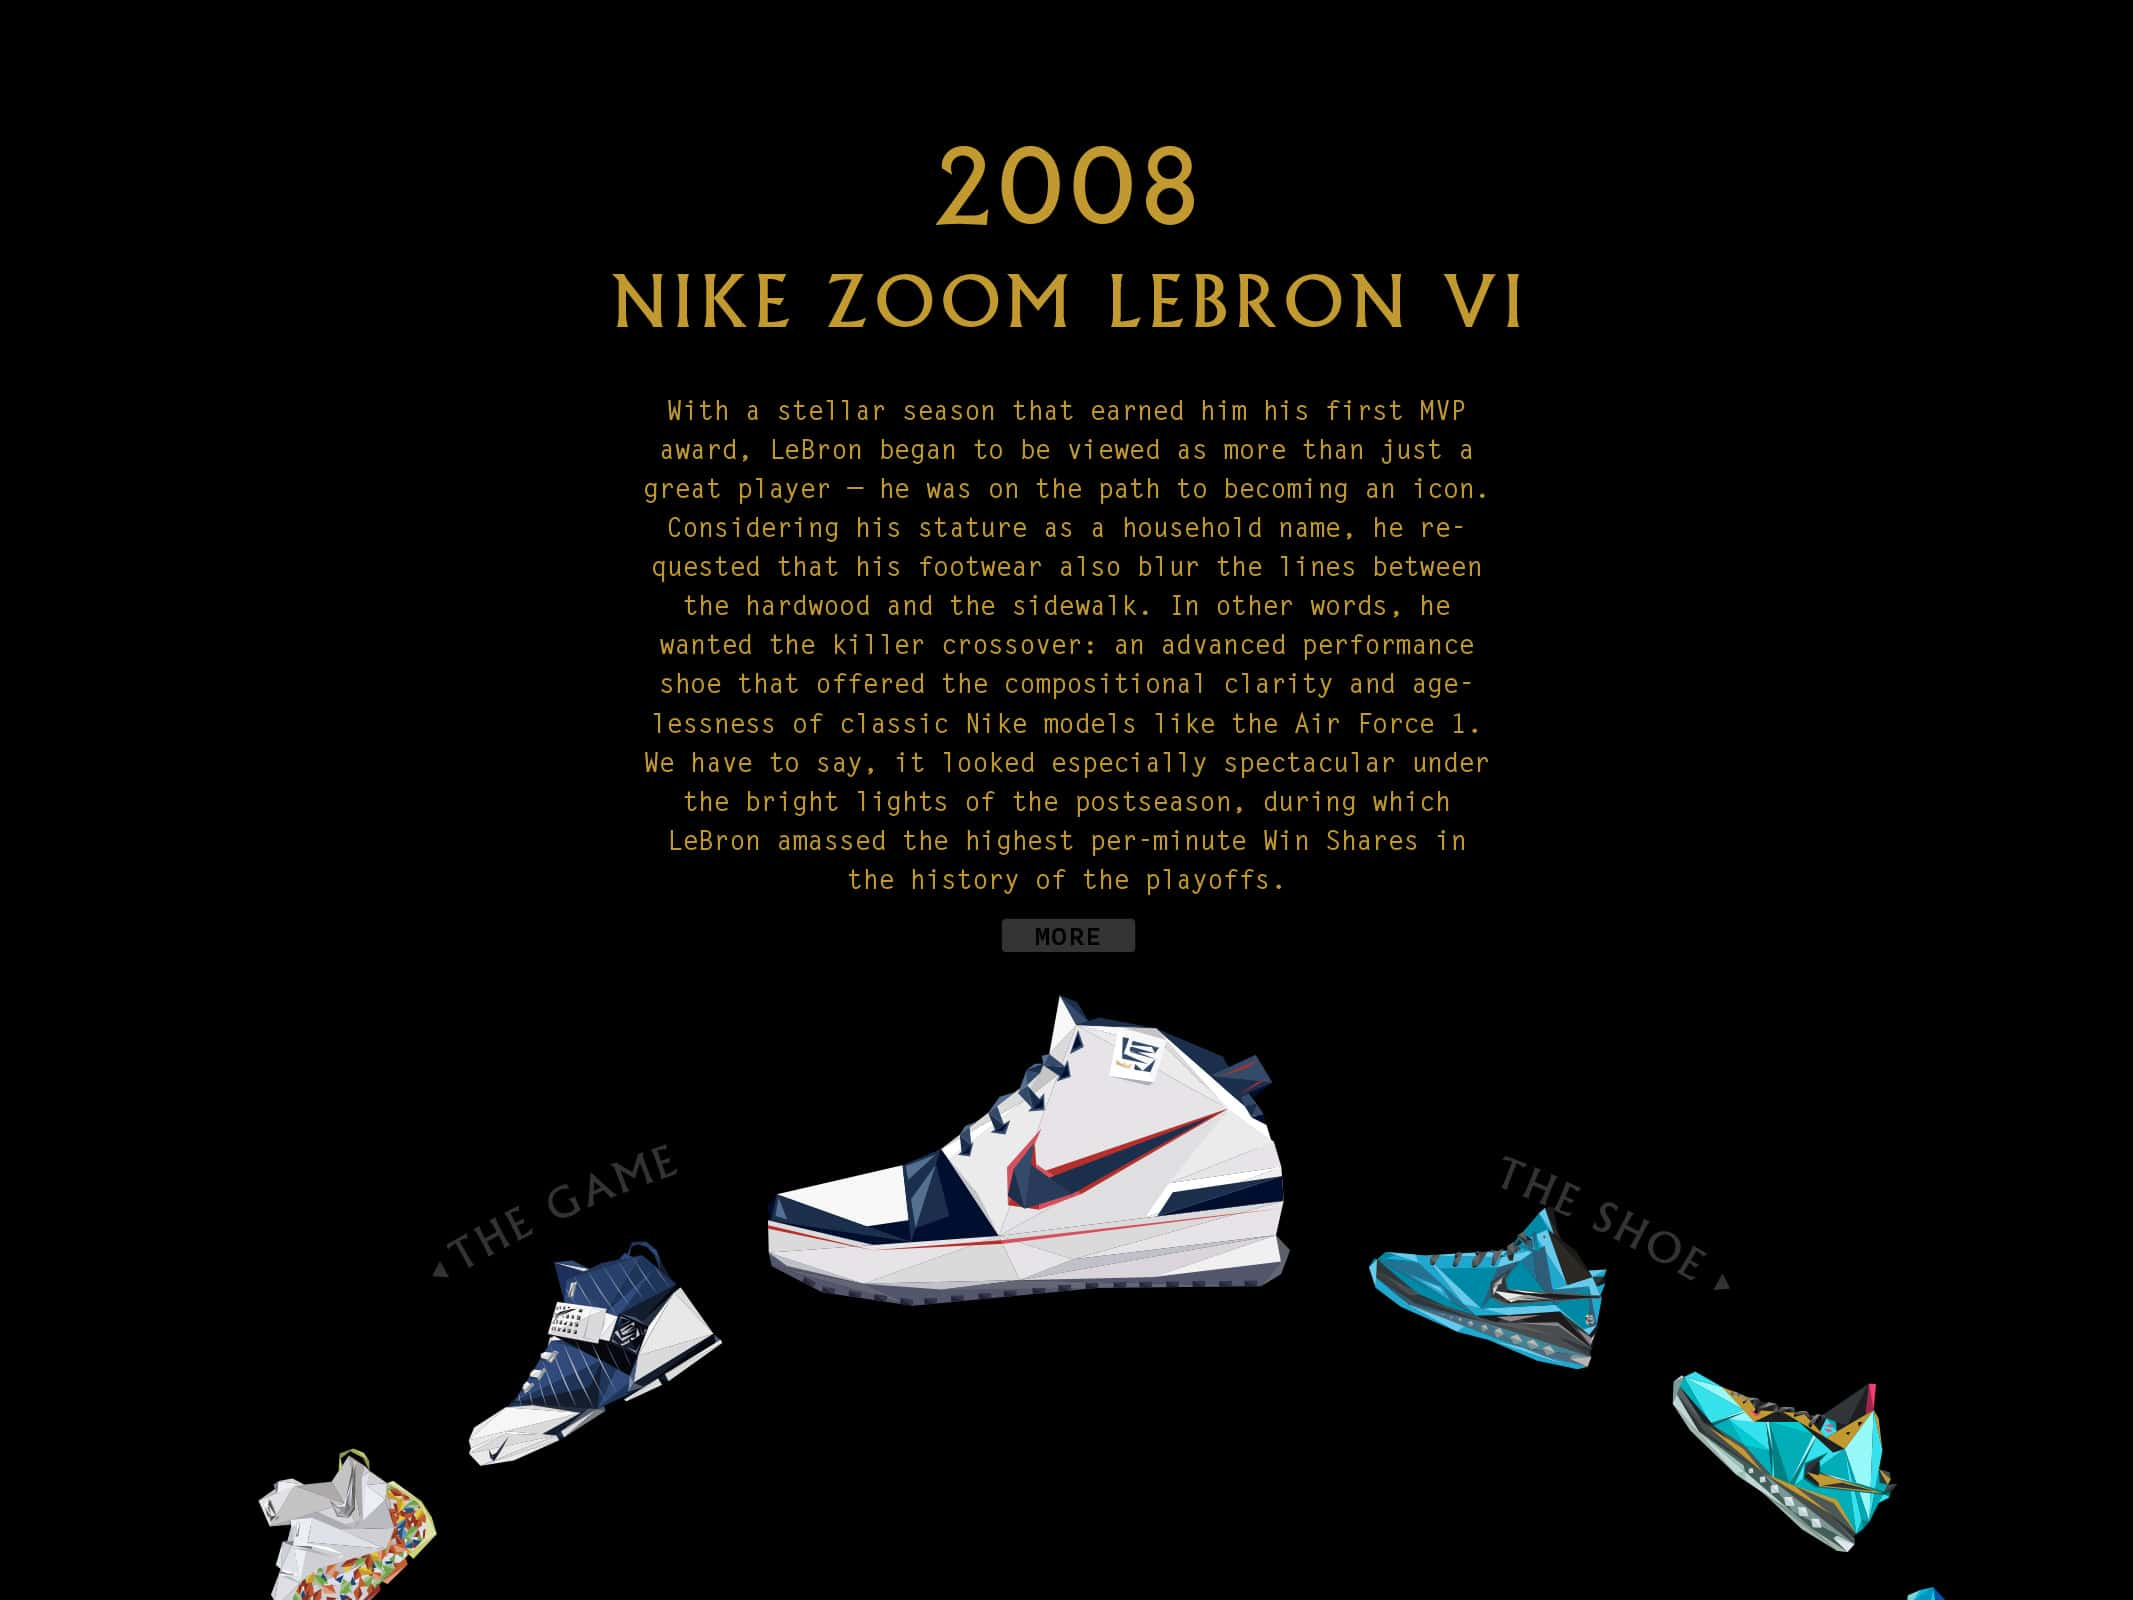 2008
NIKE ZOOM LEBRON VI
With a stellar season that earned him his first MVP
award, LeBron began to be viewed as more than just a
great player — he was on the path to becoming an icon.
Considering his stature as a household name, he re-
quested that his footwear also blur the lines between
the hardwood and the sidewalk. In other words, he
wanted the killer crossover: an advanced performance
shoe that offered the compositional clarity and age-
lessness of classic Nike models like the Air Force 1.
We have to say, it looked especially spectacular under
the bright lights of the postseason, during which
LeBron amassed the highest per-minute Win Shares in
the history of the playoffs.
MORE
THE GAME
THE SHOE